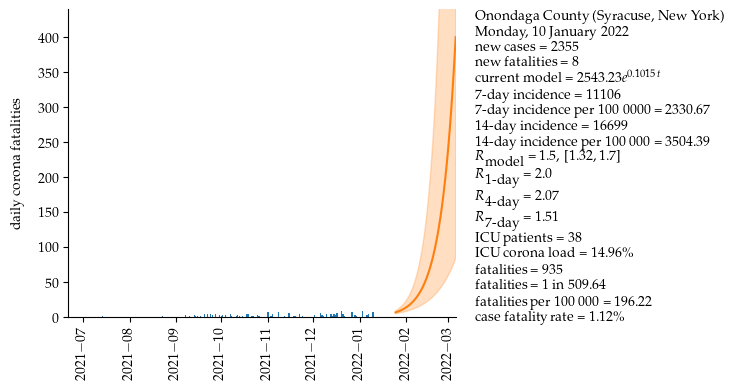 Onondaga County (Syracuse, New York)
Monday, 10 January 2022
new cases = 2355
new fatalities = 8
current model = 2543.23e^0.1015 t
7-day incidence = 11106
7-day incidence per 100 0000 = 2330.67
14-day incidence = 16699
14-day incidence per 100 000 = 3504.39
R_model = 1.5, [1.32, 1.7]
R_1-day = 2.0
R_4-day = 2.07
R_7-day = 1.51
ICU patients = 38
ICU corona load = 14.96%
fatalities = 935
fatalities = 1 in 509.64
fatalities per 100 000 = 196.22
case fatality rate = 1.12%
daily corona fatalities
400
350
300
250
200
150
100
50
0
2021−07
2021−08
2021−09
2021−10
2021−11
2021−12
2022−01
2022−02
2022−03